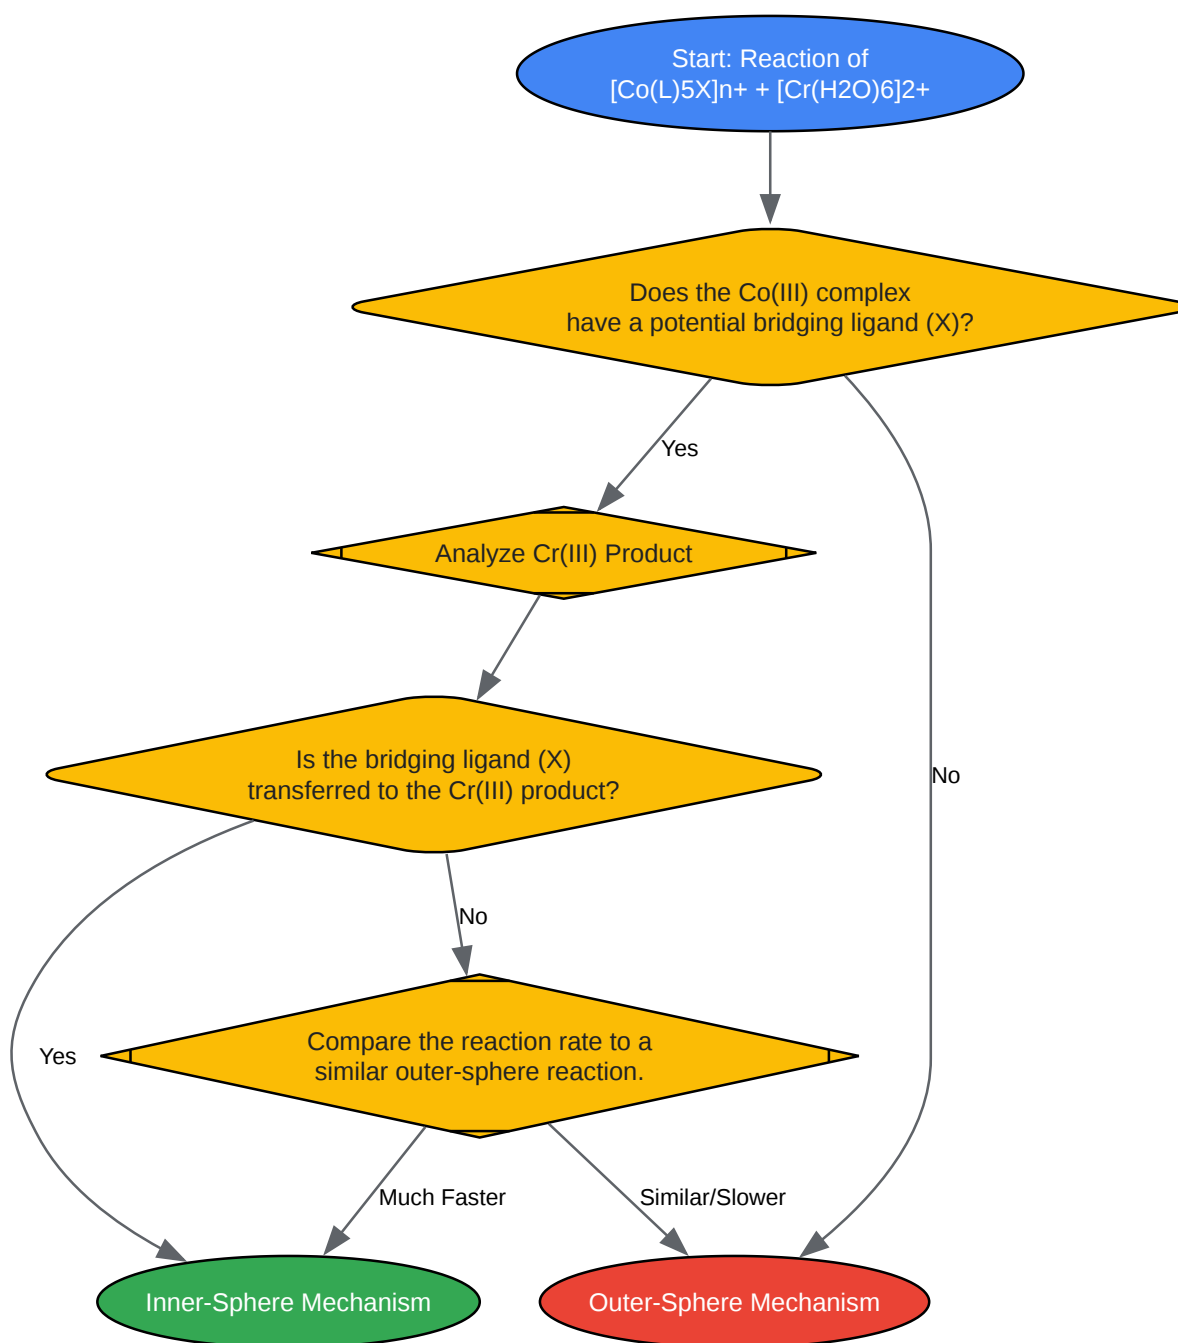 Start: Reaction of
[Co(L)5X]n+ + [Cr(H2O)6]2+
Does the Co(III) complex
have a potential bridging ligand (X)?
Yes
Analyze Cr(III) Product
Is the bridging ligand (X)
transferred to the Cr(III) product?
No
No
Compare the reaction rate to a
similar outer-sphere reaction.
Yes
Much Faster
Similar/Slower
Inner-Sphere Mechanism
Outer-Sphere Mechanism